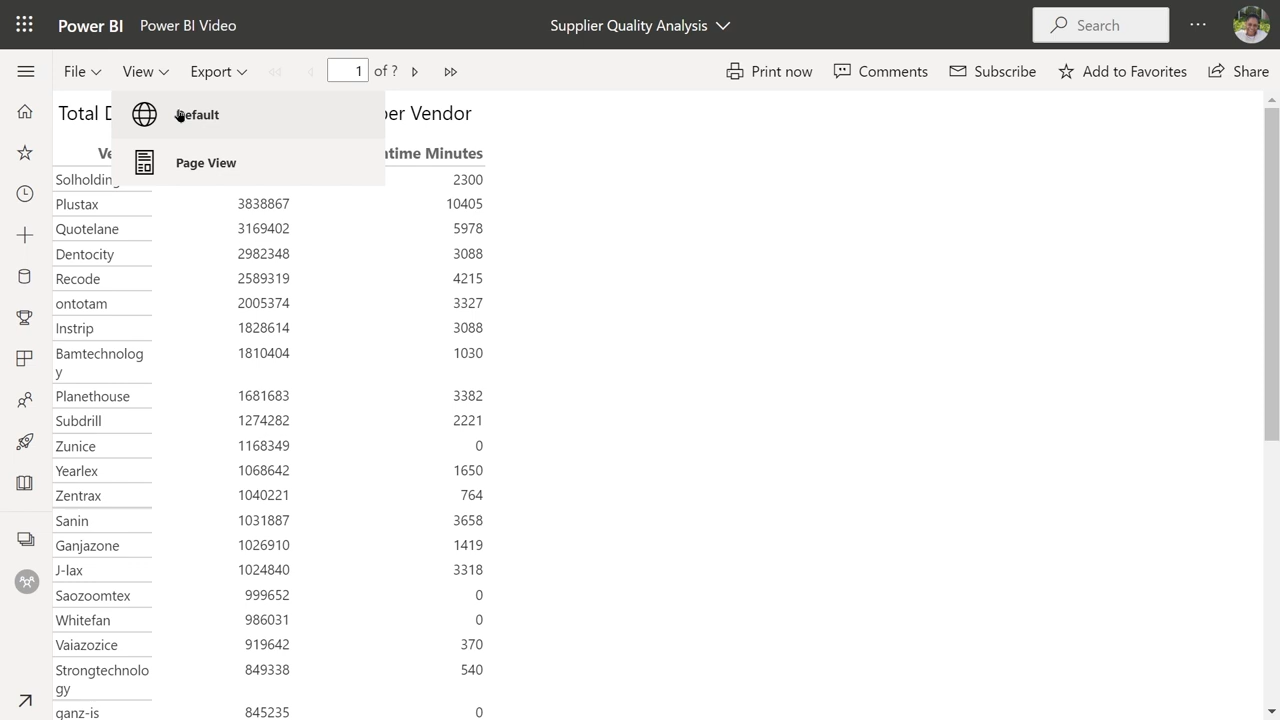 Power BI Power BI Video Supplier Quality Analysis Search
File View Export 1 of ? Print now Comments Subscribe Add to Favorites Share
Total D per Vendor
Default
Page View
Ve ntime Minutes
Solholding 2300
Plustax 3838867 10405
Quotelane 3169402 5978
Dentocity 2982348 3088
Recode 2589319 4215
ontotam 2005374 3327
Instrip 1828614 3088
Bamtechnolog 1810404 1030
y
Planethouse 1681683 3382
Subdrill 1274282 2221
Zunice 1168349 0
Yearlex 1068642 1650
Zentrax 1040221 764
Sanin 1031887 3658
Ganjazone 1026910 1419
J-lax 1024840 3318
Saozoomtex 999652 0
Whitefan 986031 0
Vaiazozice 919642 370
Strongtechnolo 849338 540
gy
ganz-is 845235 0